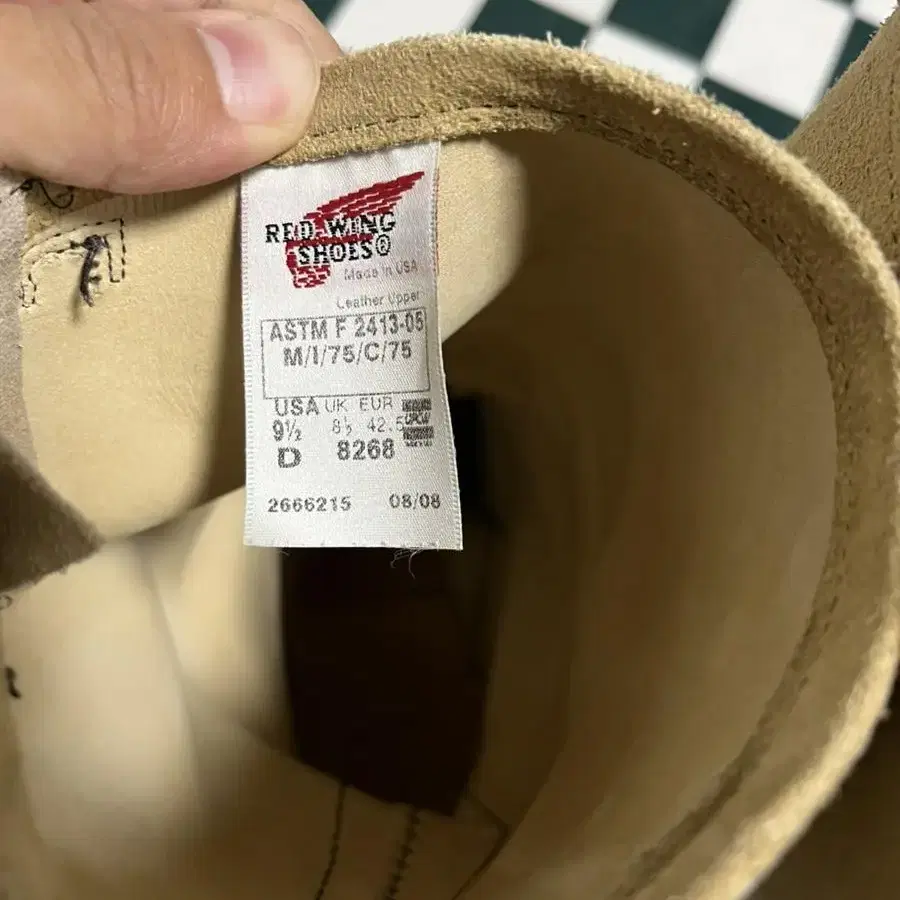 RED WING
SHOES®
Made in USA
Leather Upper
ASTM F 2413-05
M/I/75/C/75
USA UK EUR
9½ 8½ 42.5
D 8268
2666215 08/08